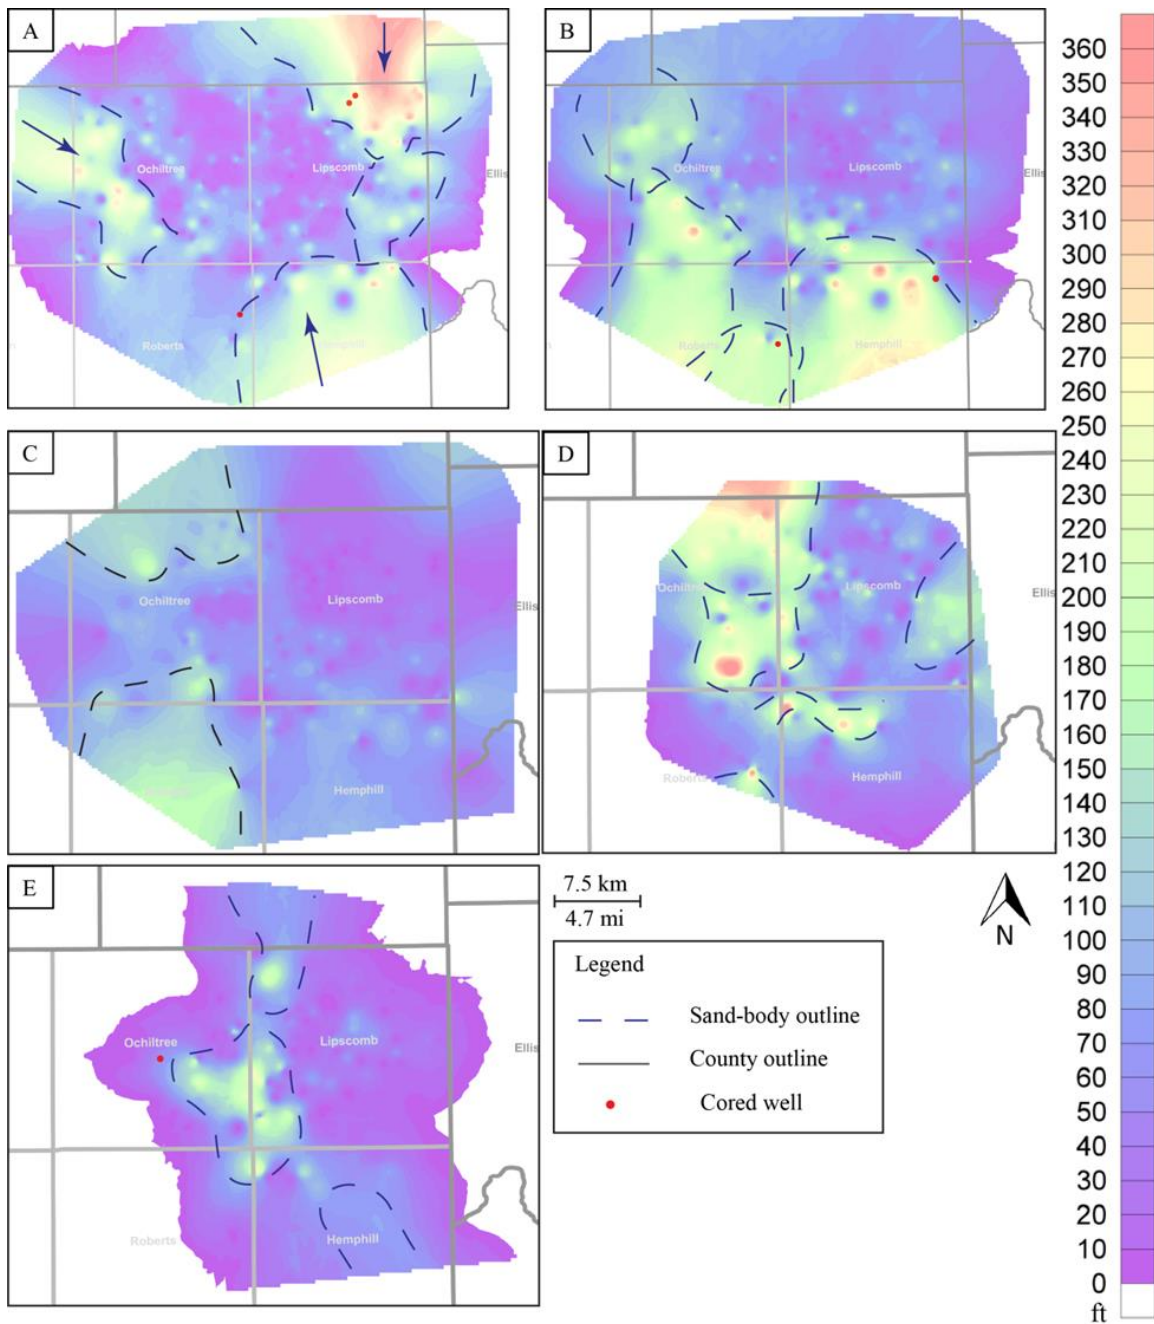 A
Ochiltree
Lipscomb
Ellis
Roberts
Hemphill
B
Ochiltree
Lipscomb
Ellis
Roberts
Hemphill
C
Ochiltree
Lipscomb
Ellis
Hemphill
D
Ochiltree
Lipscomb
Ellis
Roberts
Hemphill
E
Ochiltree
Lipscomb
Ellis
Roberts
Hemphill
7.5 km
4.7 mi
N
Legend
Sand-body outline
County outline
Cored well
360
350
340
330
320
310
300
290
280
270
260
250
240
230
220
210
200
190
180
170
160
150
140
130
120
110
100
90
80
70
60
50
40
30
20
10
0
ft